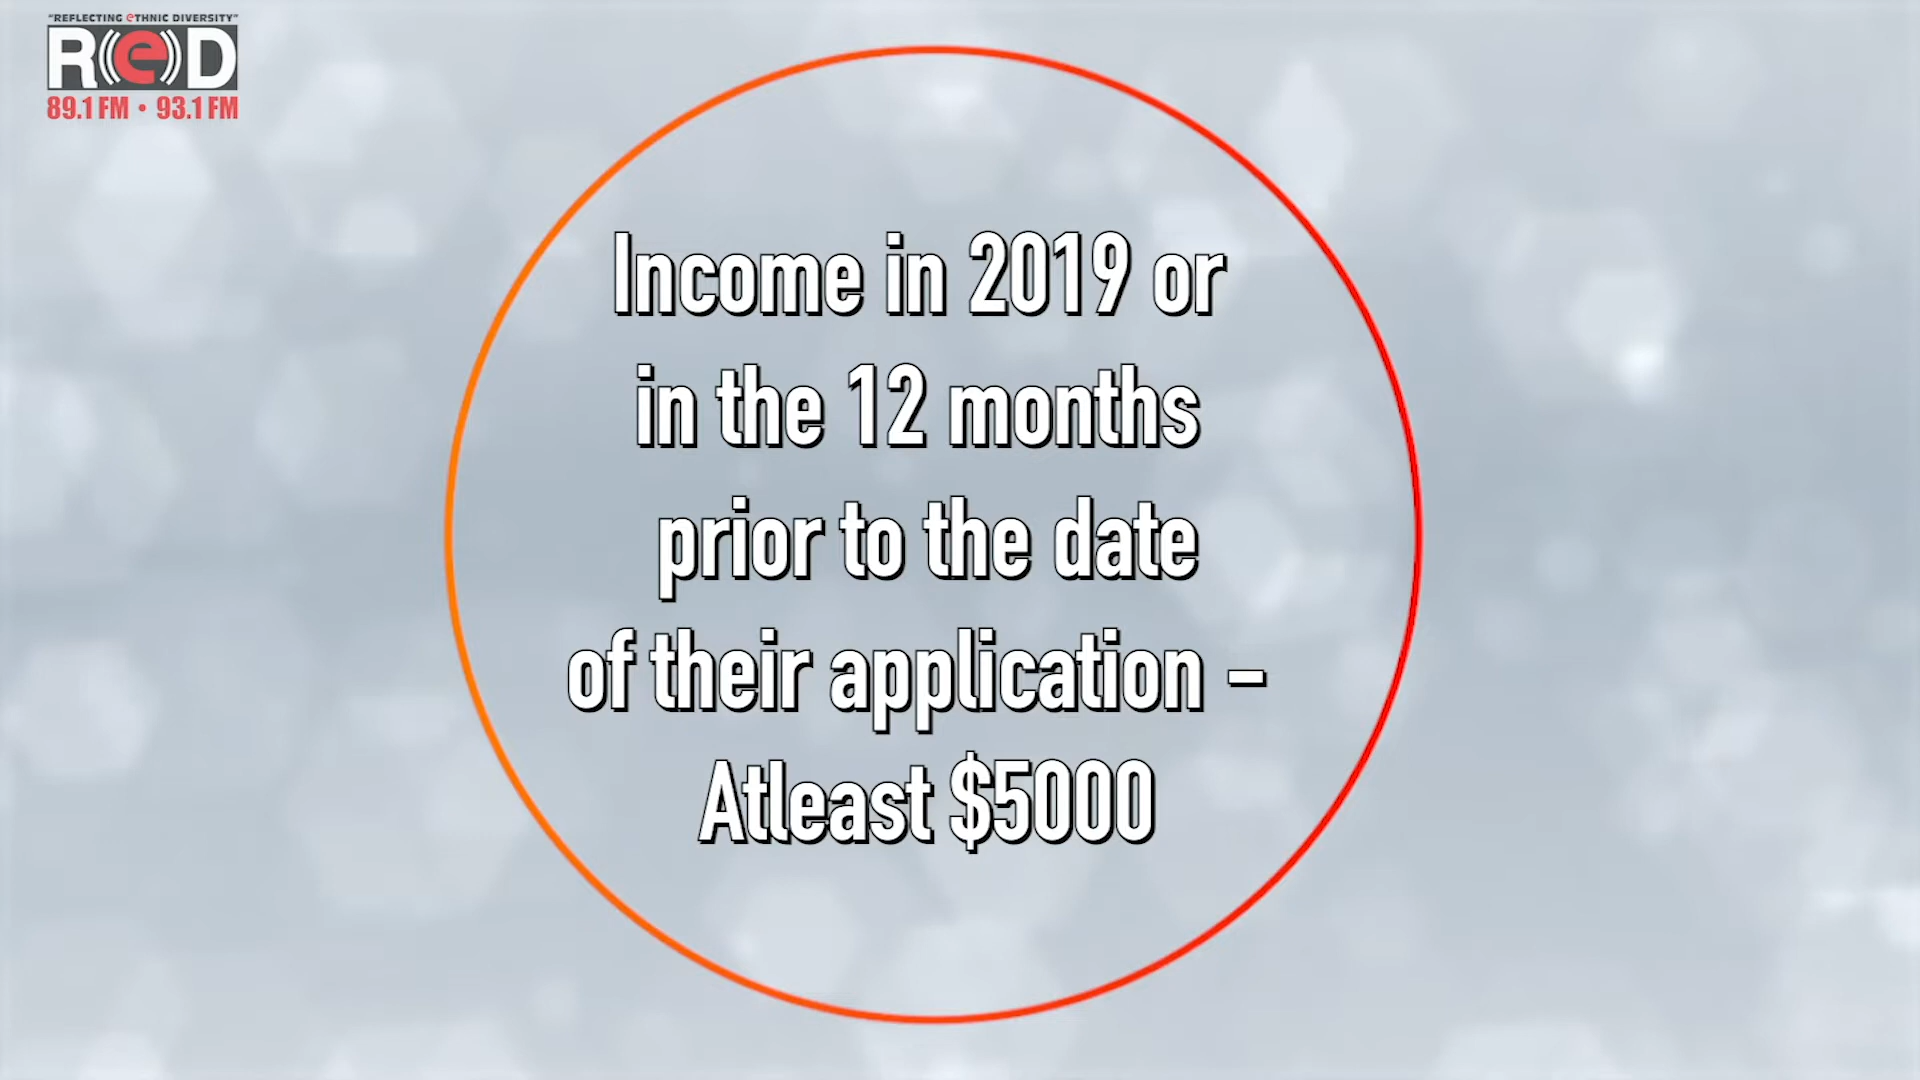 "REFLECTING eTHNIC DIVERSITY"
ReD
89.1 FM • 93.1 FM
Income in 2019 or
in the 12 months
prior to the date
of their application –
Atleast $5000